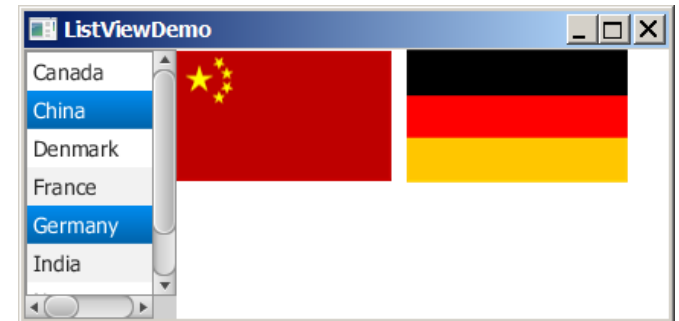 ListViewDemo
Canada
China
Denmark
France
Germany
India